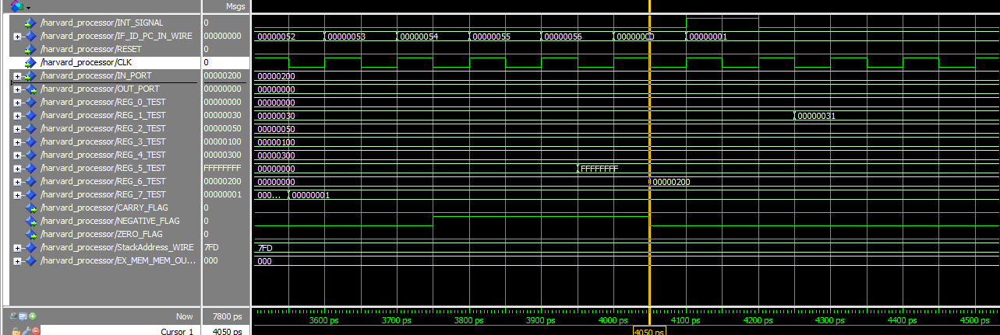 Msgs
/harvard_processor/INT_SIGNAL 0
/harvard_processor/IF_ID_PC_IN_WIRE 00000000 00000052 00000053 00000054 00000055 00000056 00000000 00000001
/harvard_processor/RESET 0
/harvard_processor/CLK 0
/harvard_processor/IN_PORT 00000200 00000200
/harvard_processor/OUT_PORT 00000000 00000000
/harvard_processor/REG_0_TEST 00000000 00000000
/harvard_processor/REG_1_TEST 00000030 00000030 00000031
/harvard_processor/REG_2_TEST 00000050 00000050
/harvard_processor/REG_3_TEST 00000100 00000100
/harvard_processor/REG_4_TEST 00000300 00000300
/harvard_processor/REG_5_TEST FFFFFFFF 00000000 FFFFFFFF
/harvard_processor/REG_6_TEST 00000200 00000000 00000200
/harvard_processor/REG_7_TEST 00000001 000... 00000001
/harvard_processor/CARRY_FLAG 0
/harvard_processor/NEGATIVE_FLAG 0
/harvard_processor/ZERO_FLAG 0
/harvard_processor/StackAddress_WIRE 7FD 7FD
/harvard_processor/EX_MEM_MEM_OU... 000 000
Now 7800 ps 3600 ps 3700 ps 3800 ps 3900 ps 4000 ps 4100 ps 4200 ps 4300 ps 4400 ps 4500 ps
Cursor 1 4050 ps 4050 ps